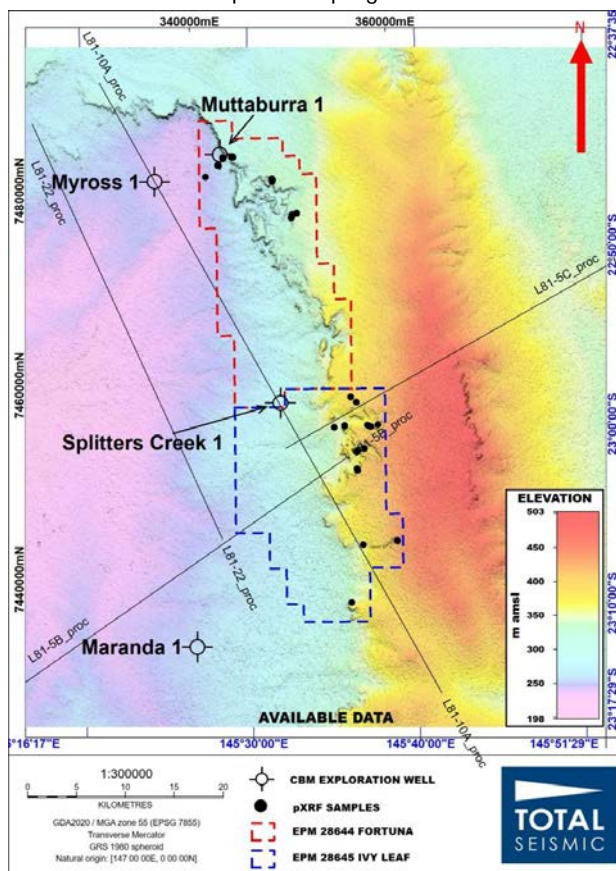 340000mE 360000mE
22°37'35
N
L81-10A_proc
Muttaburra 1
Myross 1
7480000mN
L81-22_proc
22°50'00"S
L81-5C_proc
7460000mN
23°00'00"S
Splitters Creek 1
L81-5B_proc
ELEVATION
503
450
400
350
300
250
198
m amsl
7440000mN
L81-22_proc
23°10'00"S
L81-5B_proc
Maranda 1
L81-10A_proc
23°17'29"S
AVAILABLE DATA
°16'17"E 145°30'00"E 145°40'00"E 145°51'29"E
1:300000
0 5 10 15 20
KILOMETRES
GDA2020 / MGA zone 55 (EPSG 7855)
Transverse Mercator
GRS 1980 spheroid
Natural origin: [147 00 00E, 0 00 00N]
CBM EXPLORATION WELL
pXRF SAMPLES
EPM 28644 FORTUNA
EPM 28645 IVY LEAF
TOTAL
SEISMIC